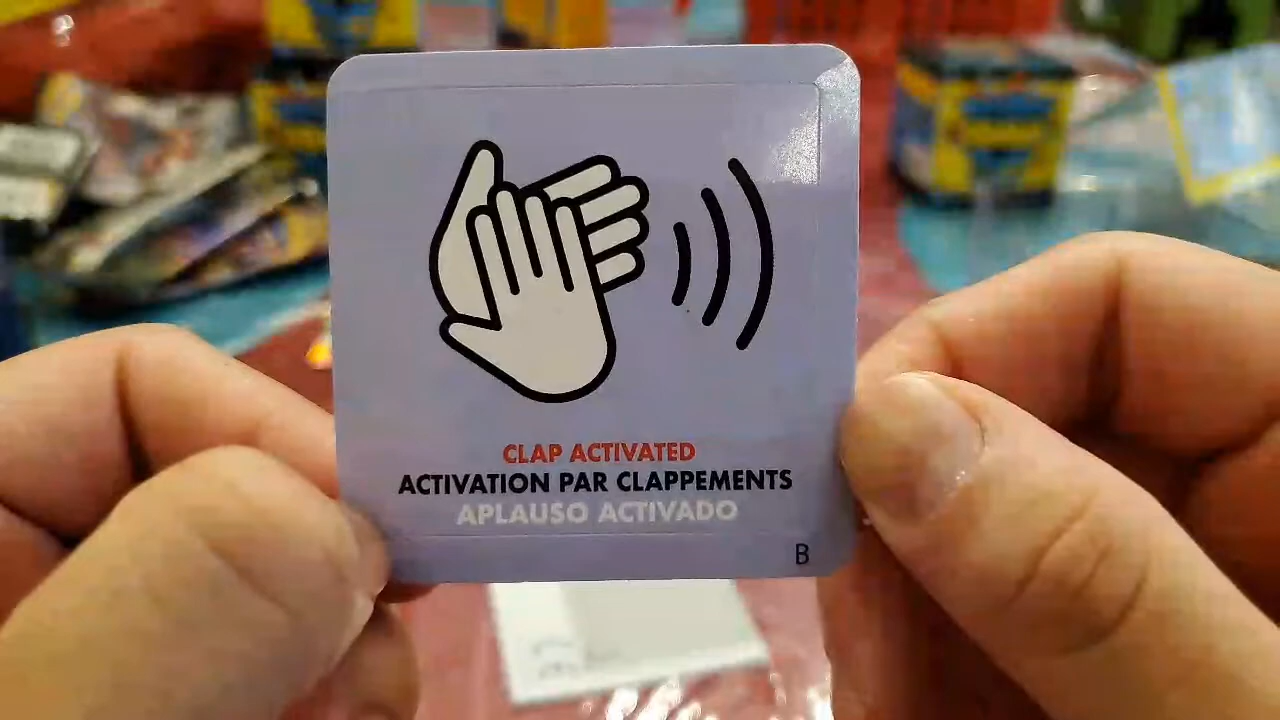 CLAP ACTIVATED
ACTIVATION PAR CLAPPEMENTS
APLAUSO ACTIVADO
B